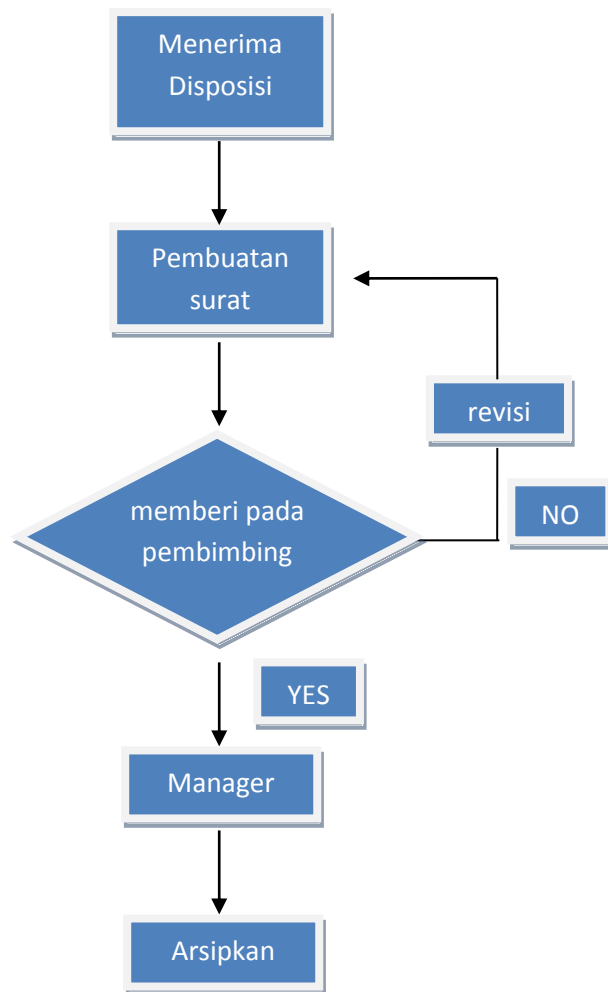 Menerima
Disposisi
Pembuatan
surat
revisi
memberi pada
pembimbing
NO
YES
Manager
Arsipkan